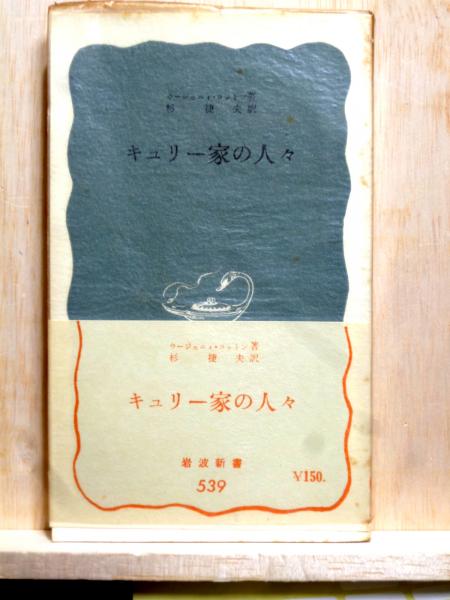 ウージェニイ・コットン著
杉 捷 夫訳
キュリー家の人々
ウージェニイ・コットン著
杉 捷 夫訳
キュリー家の人々
岩波新書
539
¥150.